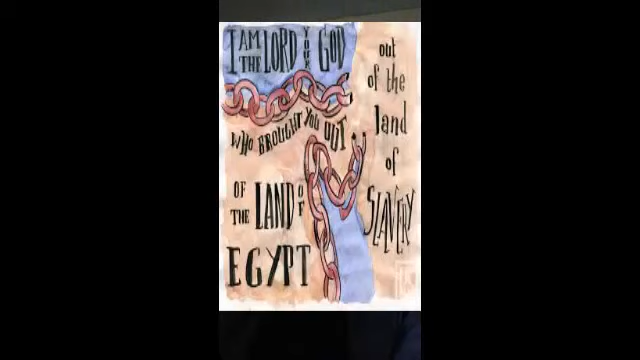 I AM THE LORD YOUR GOD
WHO BROUGHT YOU OUT
OF THE LAND OF
EGYPT
out
of the
land
of
SLAVERY